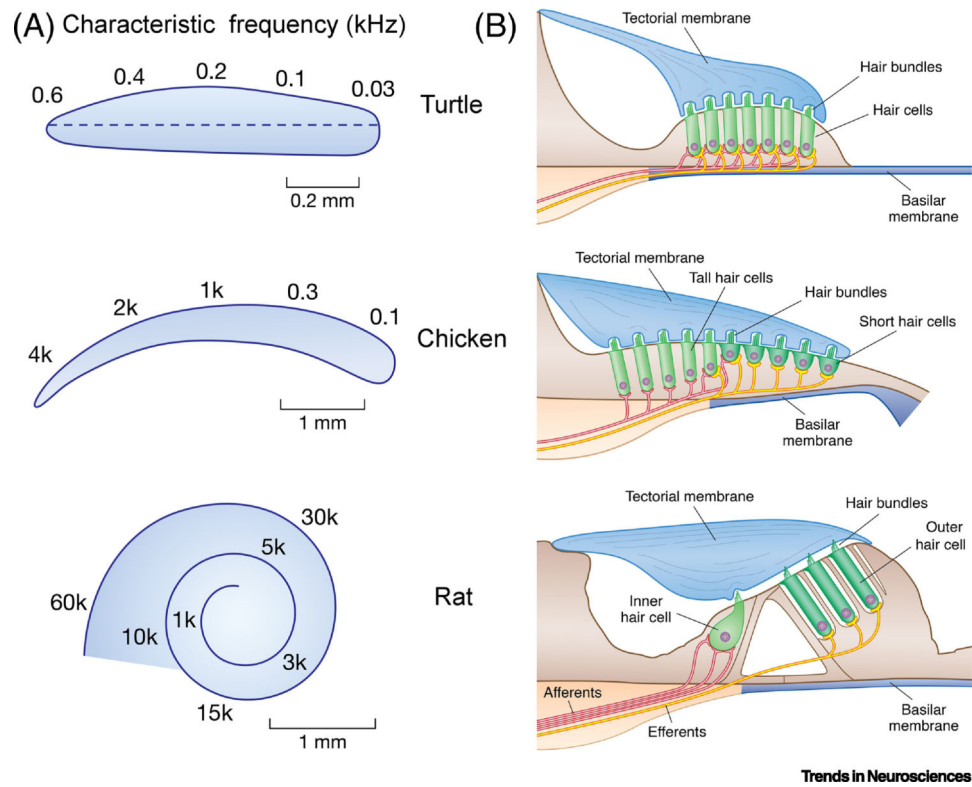 (A) Characteristic frequency (kHz)
0.6
0.4
0.2
0.1
0.03
Turtle
0.2 mm
4k
2k
1k
0.3
0.1
Chicken
1 mm
60k
30k
5k
1k
10k
3k
15k
Rat
1 mm
(B)
Tectorial membrane
Hair bundles
Hair cells
Basilar
membrane
Tectorial membrane
Tall hair cells
Hair bundles
Short hair cells
Basilar
membrane
Tectorial membrane
Hair bundles
Outer
hair cell
Inner
hair cell
Afferents
Efferents
Basilar
membrane
Trends in Neurosciences